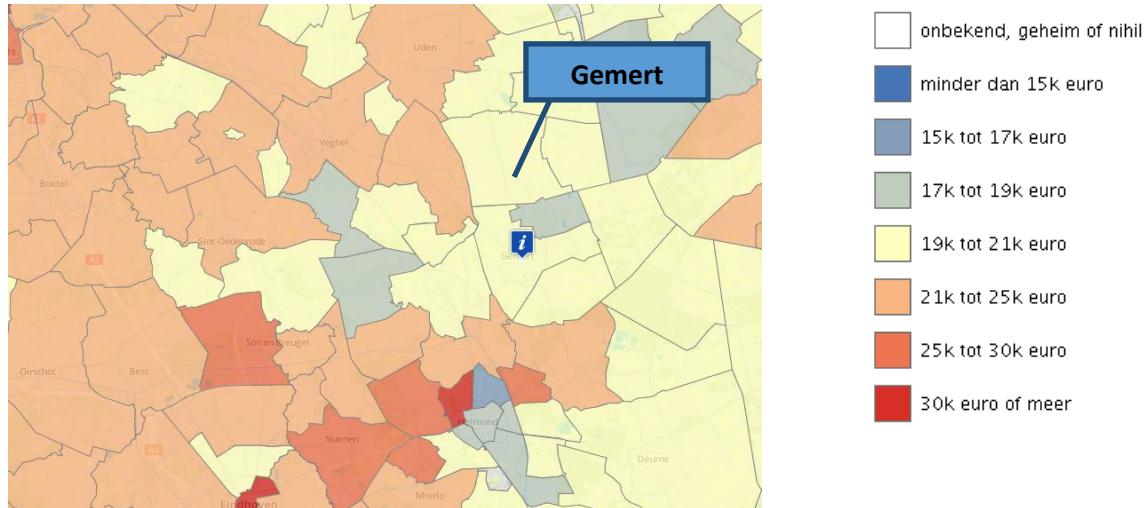 Gemert
Uden
Veghel
Boxtel
Sint-Oedenrode
A2
Son en Breugel
Oirschot
Best
Nuenen
Helmond
Deurne
Mierlo
Eindhoven
i
onbekend, geheim of nihil
minder dan 15k euro
15k tot 17k euro
17k tot 19k euro
19k tot 21k euro
21k tot 25k euro
25k tot 30k euro
30k euro of meer